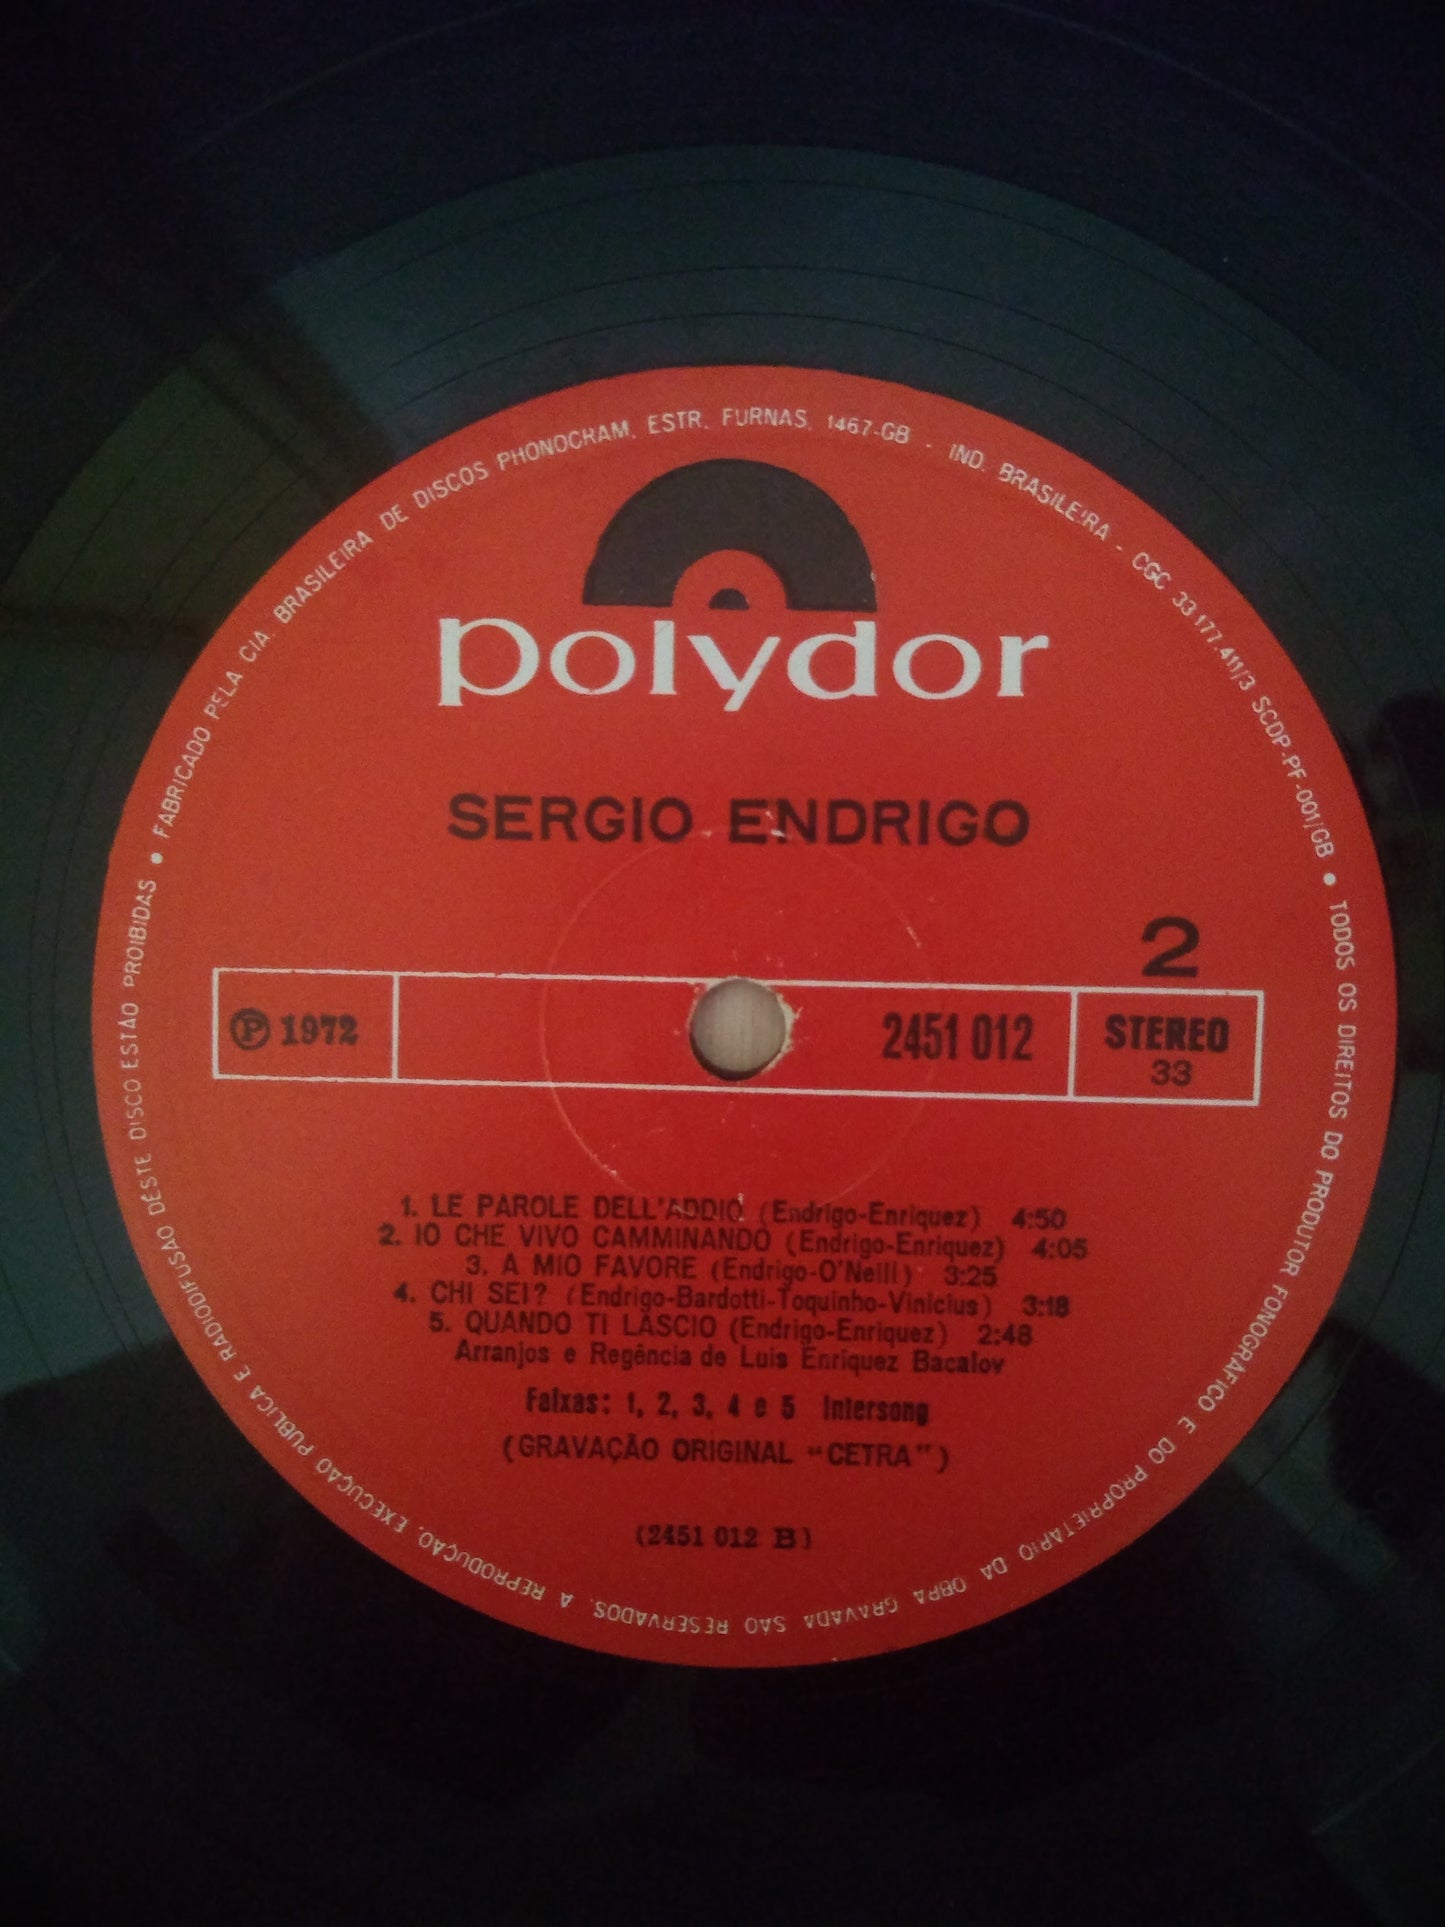 • FABRICADO PELA CIA. BRASILEIRA DE DISCOS PHONOGRAM, ESTR. FURNAS, 1467-GB - IND. BRASILEIRA - CGC 33.177.411/3 SCDP-PF-001/GB • TODOS OS DIREITOS DO PRODUTOR FONOGRÁFICO E DO PROPRIETÁRIO DA OBRA GRAVADA SÃO RESERVADOS. A REPRODUÇÃO, EXECUÇÃO PÚBLICA E RADIODIFUSÃO DÊSTE DISCO ESTÃO PROIBIDAS
polydor
SERGIO ENDRIGO
2
Ⓟ 1972
2451 012
STEREO
33
1. LE PAROLE DELL'ADDIO (Endrigo-Enriquez) 4:50
2. IO CHE VIVO CAMMINANDO (Endrigo-Enriquez) 4:05
3. A MIO FAVORE (Endrigo-O'Neill) 3:25
4. CHI SEI? (Endrigo-Bardotti-Toquinho-Vinicius) 3:18
5. QUANDO TI LASCIO (Endrigo-Enriquez) 2:48
Arranjos e Regência de Luis Enriquez Bacalov
Faixas: 1, 2, 3, 4 e 5 Intersong
(GRAVAÇÃO ORIGINAL "CETRA")
(2451 012 B)